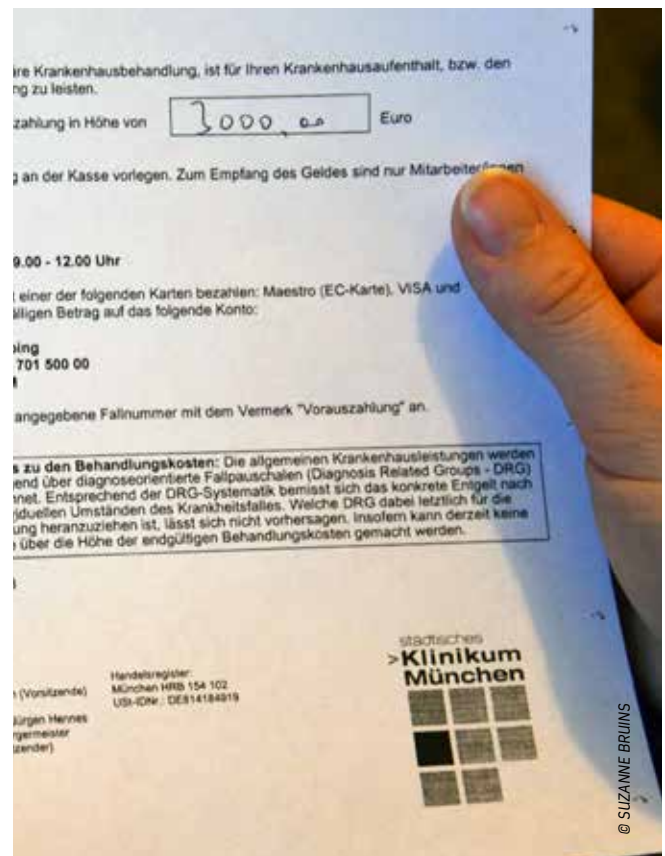 re Krankenhausbehandlung, ist für Ihren Krankenhausaufenthalt, bzw. den
ng zu leisten.
zahlung in Höhe von 3000,00 Euro
g an der Kasse vorlegen. Zum Empfang des Geldes sind nur Mitarbeiter/innen
9.00 - 12.00 Uhr
t einer der folgenden Karten bezahlen: Maestro (EC-Karte), VISA und
älligen Betrag auf das folgende Konto:
701 500 00
angegebene Fallnummer mit dem Vermerk "Vorauszahlung" an.
s zu den Behandlungskosten: Die allgemeinen Krankenhausleistungen werden
end über diagnoseorientierte Fallpauschalen (Diagnosis Related Groups - DRG)
net. Entsprechend der DRG-Systematik bemisst sich das konkrete Entgelt nach
iduellen Umständen des Krankheitsfalles. Welche DRG dabei letztlich für die
ung heranzuziehen ist, lässt sich nicht vorhersagen. Insofern kann derzeit keine
über die Höhe der endgültigen Behandlungskosten gemacht werden.
(Vorsitzende)
Jürgen Hennes
germeister
zender)
Handelsregister:
München HRB 154 102
USt-IDNr.: DE814184919
städtisches
>Klinikum
München
© SUZANNE BRUINS